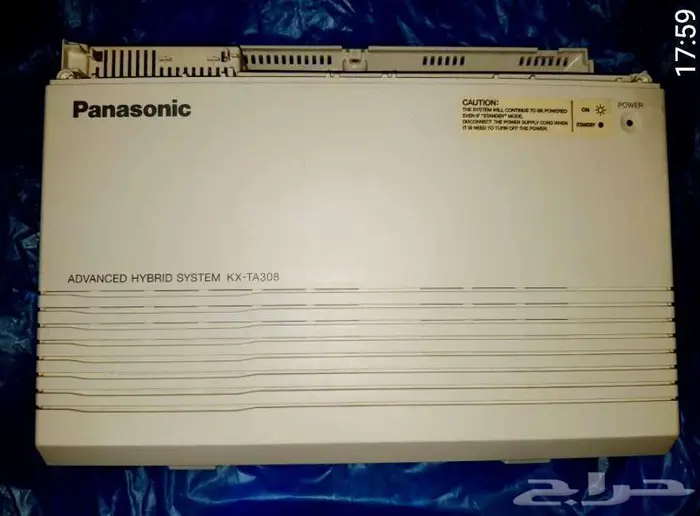 17:59
Panasonic
CAUTION:
THE SYSTEM WILL CONTINUE TO BE POWERED
EVEN IF "STANDBY" MODE.
DISCONNECT THE POWER SUPPLY CORD WHEN
IT IS NEED TO TURN OFF THE POWER.
ON
STANDBY
POWER
ADVANCED HYBRID SYSTEM KX-TA308
حراج